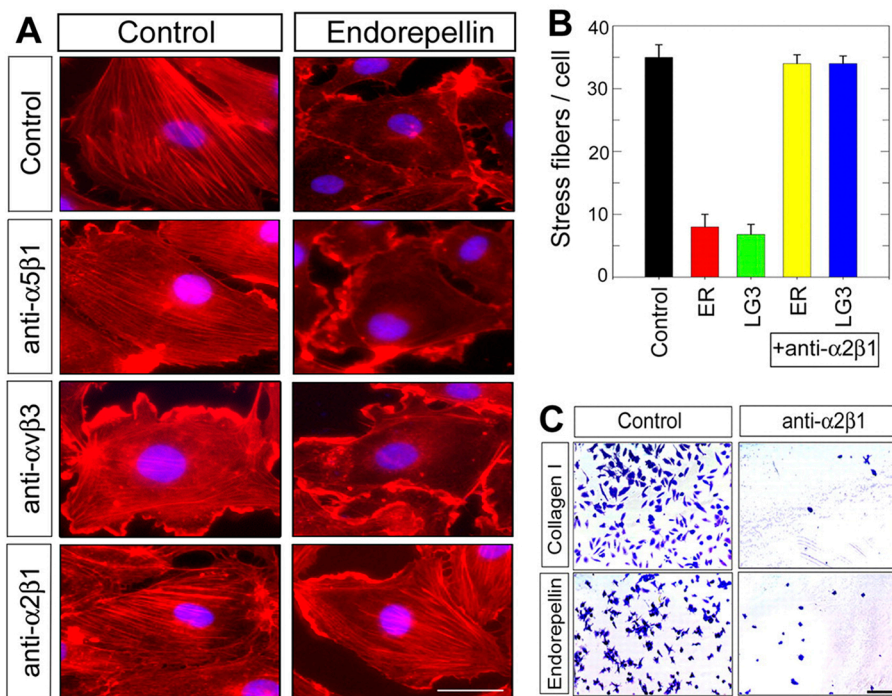 A
Control
Endorepellin
Control
anti-α5β1
anti-αvβ3
anti-α2β1
B
Stress fibers / cell
40
30
20
10
0
Control
ER
LG3
ER
LG3
+anti-α2β1
C
Control
anti-α2β1
Collagen I
Endorepellin